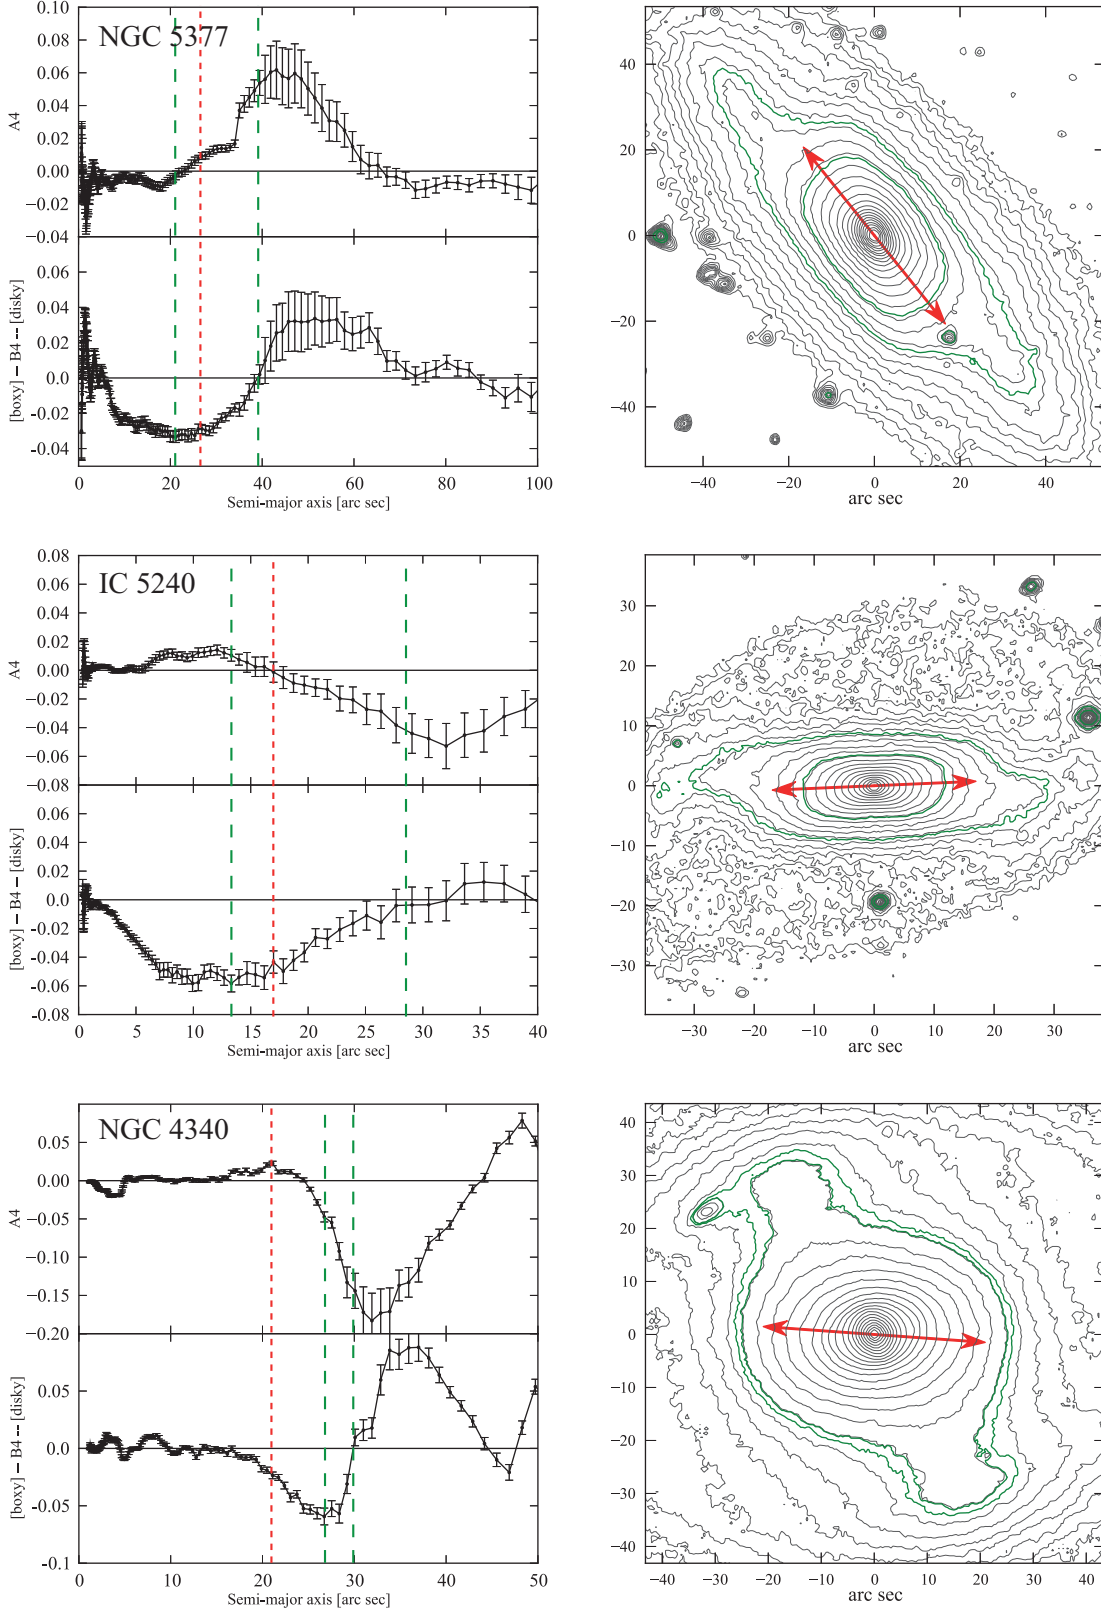 NGC 5377
A4
0.10
0.08
0.06
0.04
0.02
0.00
−0.02
−0.04
[boxy] – B4 -- [disky]
0.06
0.04
0.02
0.0
-0.02
-0.04
0 20 40 60 80 100
Semi-major axis [arc sec]
40
20
0
−20
−40
−40 −20 0 20 40
arc sec
IC 5240
A4
0.08
0.06
0.04
0.02
0.00
−0.02
−0.04
−0.06
−0.08
[boxy] – B4 -- [disky]
0.06
0.04
0.02
0.0
-0.02
-0.04
-0.06
-0.08
0 5 10 15 20 25 30 35 40
Semi-major axis [arc sec]
30
20
10
0
−10
−20
−30
−30 −20 −10 0 10 20 30
arc sec
NGC 4340
A4
0.05
0.00
−0.05
−0.10
−0.15
−0.20
[boxy] – B4 -- [disky]
0.05
0.0
-0.05
-0.1
0 10 20 30 40 50
Semi-major axis [arc sec]
40
30
20
10
0
−10
−20
−30
−40
−40 −30 −20 −10 0 10 20 30 40
arc sec